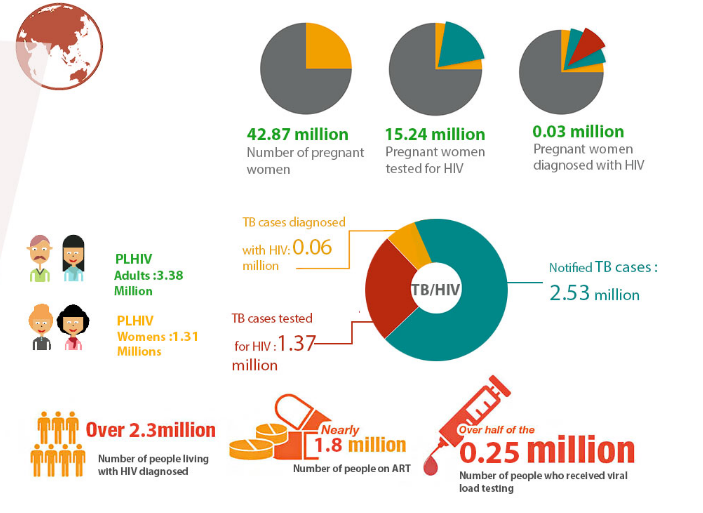 42.87 million
Number of pregnant
women
15.24 million
Pregnant women
tested for HIV
0.03 million
Pregnant women
diagnosed with HIV
PLHIV
Adults :3.38
Million
PLHIV
Womens :1.31
Millions
TB cases diagnosed
with HIV: 0.06
million
TB/HIV
Notified TB cases :
2.53 million
TB cases tested
for HIV : 1.37
million
Over 2.3million
Number of people living
with HIV diagnosed
Nearly
1.8 million
Number of people on ART
Over half of the
0.25 million
Number of people who received viral
load testing